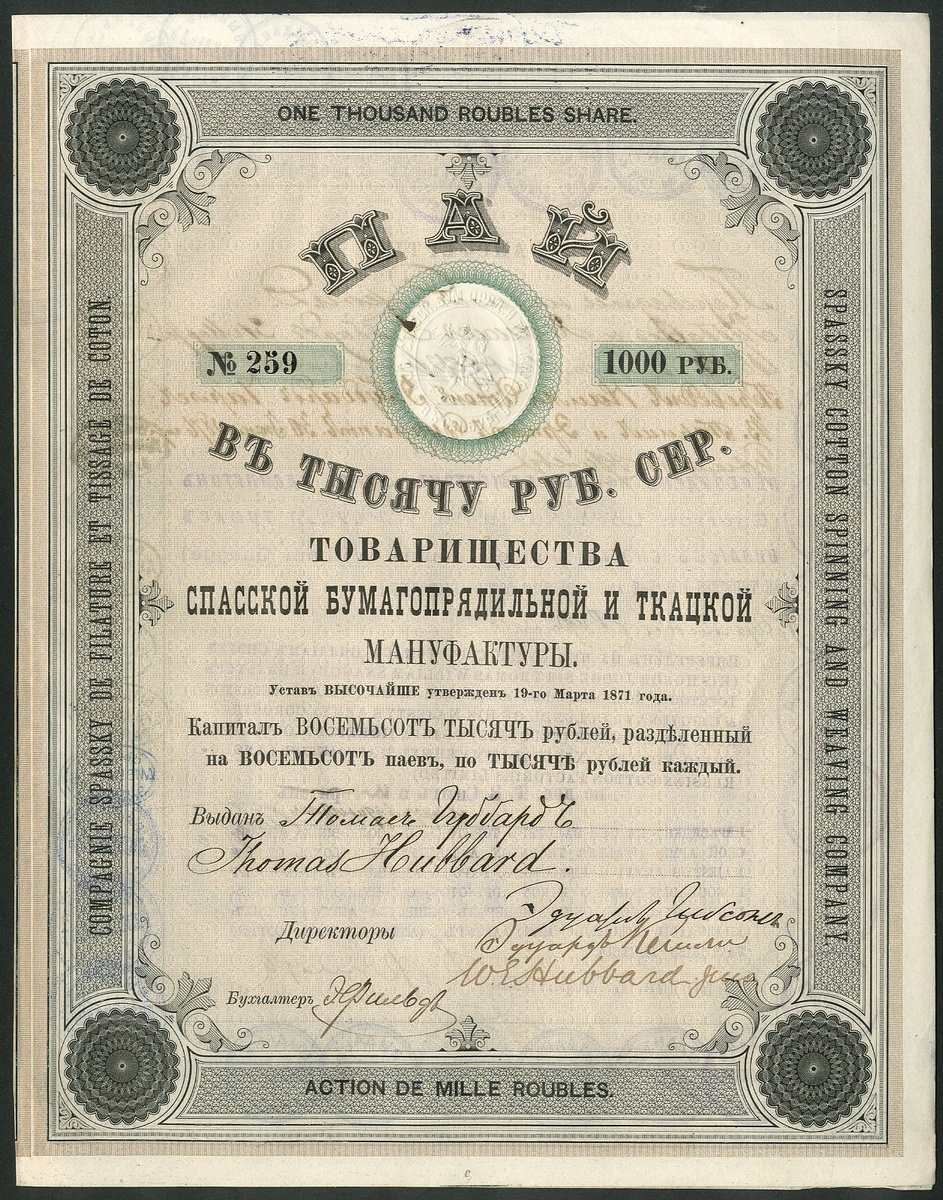 ONE THOUSAND ROUBLES SHARE.
ПАЙ
№ 259
1000 РУБ.
ВЪ ТЫСЯЧУ РУБ. СЕР.
ТОВАРИЩЕСТВА
СПАССКОЙ БУМАГОПРЯДИЛЬНОЙ И ТКАЦКОЙ
МАНУФАКТУРЫ.
Уставъ ВЫСОЧАЙШЕ утвержденъ 19-го Марта 1871 года.
Капиталъ ВОСЕМЬСОТЪ ТЫСЯЧЪ рублей, раздѣленный
на ВОСЕМЬСОТЪ паевъ, по ТЫСЯЧѢ рублей каждый.
Выданъ Томасъ Губбардъ
Thomas Hubbard.
Директоры
Эдуардъ Гибсонъ
Эдуардъ
W. E. Hubbard
Бухгалтеръ
ACTION DE MILLE ROUBLES.
COMPAGNIE SPASSKY DE FILATURE ET TISSAGE DE COTON
SPASSKY COTTON SPINNING AND WEAVING COMPANY.